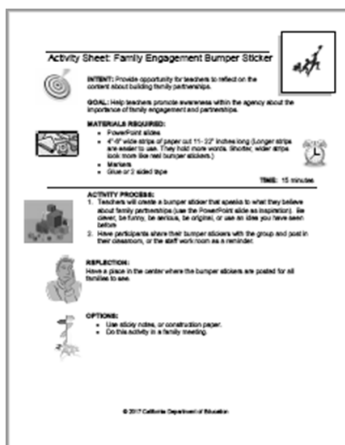 Activity Sheet: Family Engagement Bumper Sticker
INTENT: Provide opportunity for teachers to reflect on the
content about building family partnerships.
GOAL: Help teachers promote awareness within the agency about the
importance of family engagement and partnerships.
MATERIALS REQUIRED:
• PowerPoint slides
• 4"-6" wide strips of paper cut 11- 22" inches long (Longer strips
are easier to use. They hold more words. Shorter, wider strips
look more like real bumper stickers.)
• Markers
• Glue or 2 sided tape
TIME: 15 minutes
ACTIVITY PROCESS:
1. Teachers will create a bumper sticker that speaks to what they believe
about family partnerships (use the PowerPoint slide as inspiration). Be
clever, be funny, be serious, be original, or use an idea you have seen
before
2. Have participants share their bumper stickers with the group and post in
their classroom, or the staff work room as a reminder.
REFLECTION:
Have a place in the center where the bumper stickers are posted for all
families to see.
OPTIONS:
• Use sticky notes, or construction paper.
• Do this activity in a family meeting.
© 2017 California Department of Education